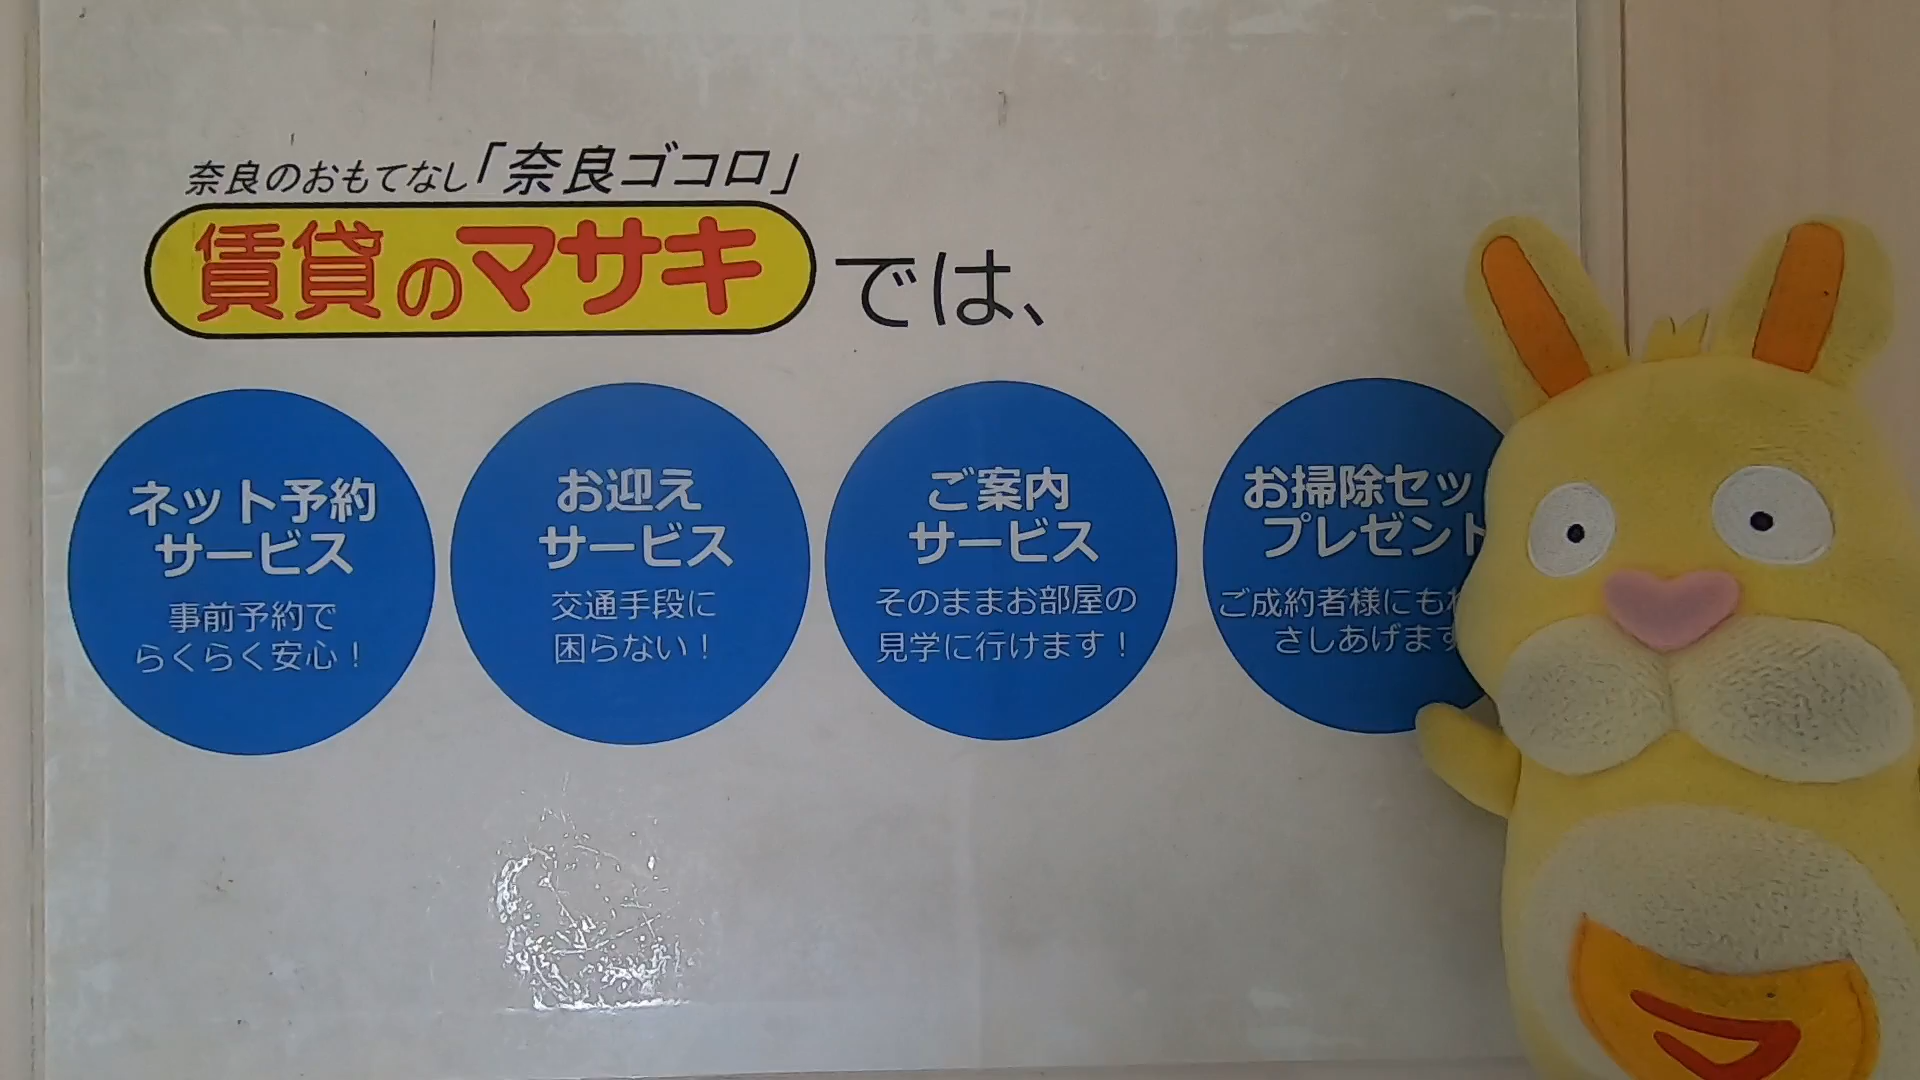 奈良のおもてなし「奈良ゴコロ」
賃貸のマサキでは、
ネット予約
サービス
事前予約で
らくらく安心！
お迎え
サービス
交通手段に
困らない！
ご案内
サービス
そのままお部屋の
見学に行けます！
お掃除セッ
プレゼント
ご成約者様にも
さしあげます